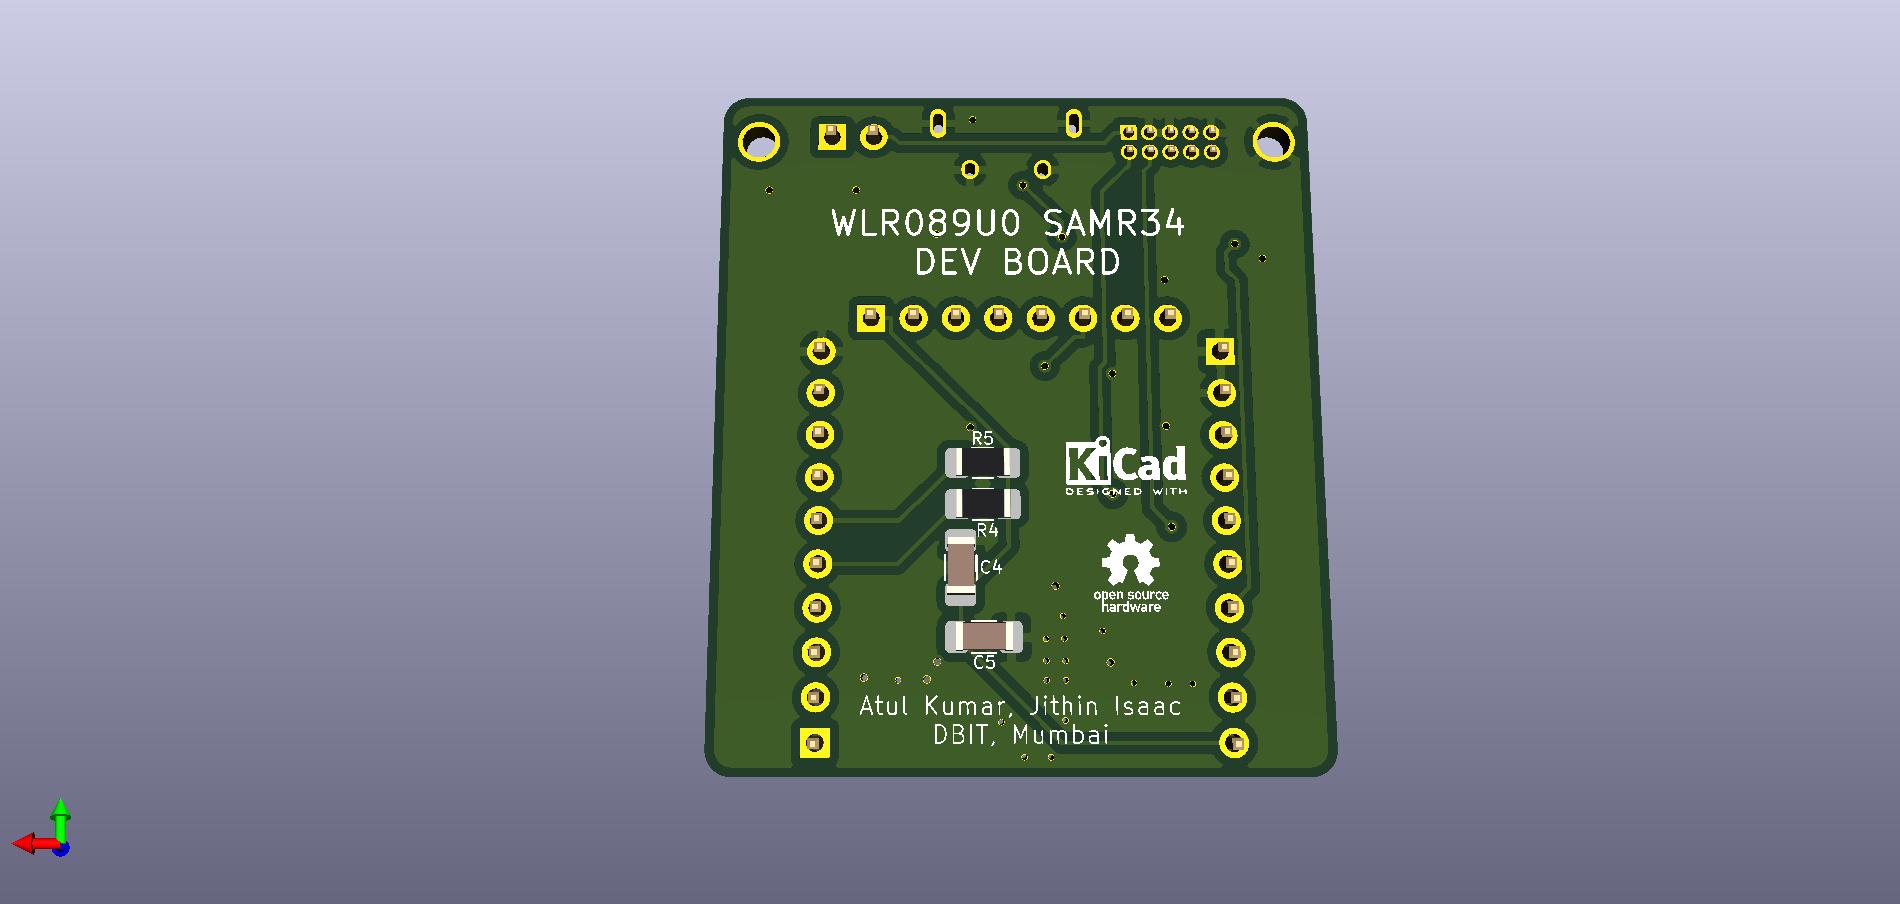 WLR089U0 SAMR34
DEV BOARD
R5
KiCad
DESIGNED WITH
R4
C4
open source
hardware
C5
Atul Kumar, Jithin Isaac
DBIT, Mumbai